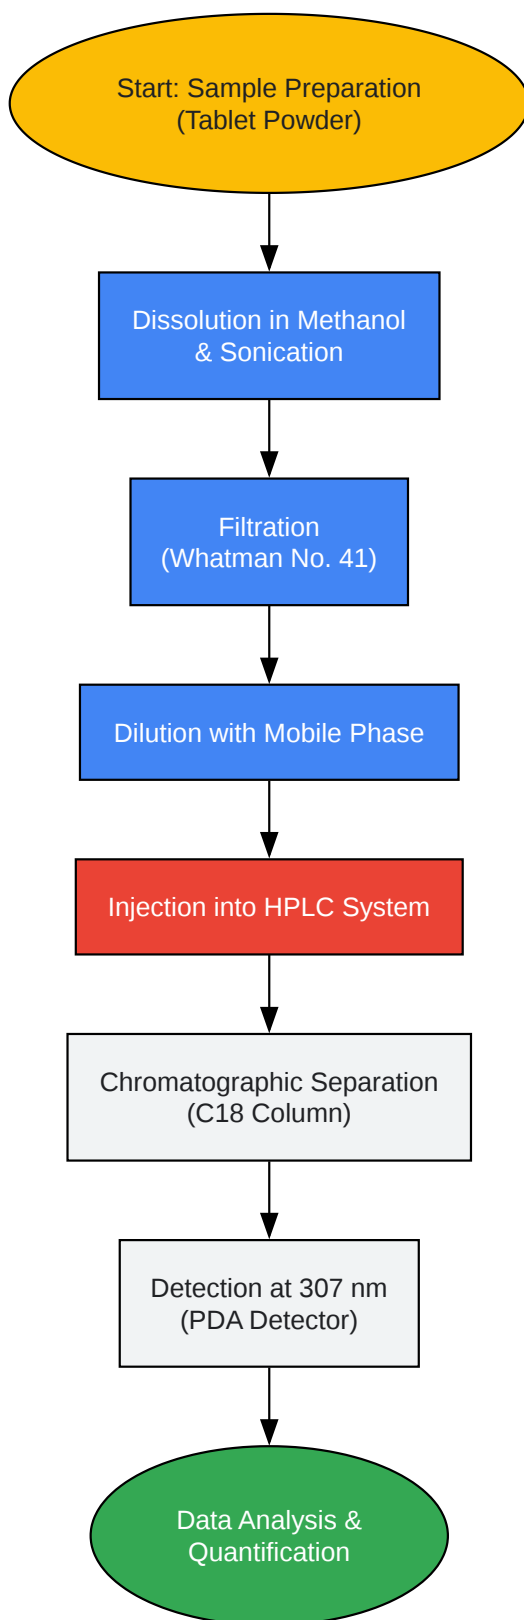 Start: Sample Preparation
(Tablet Powder)
Dissolution in Methanol
& Sonication
Filtration
(Whatman No. 41)
Dilution with Mobile Phase
Injection into HPLC System
Chromatographic Separation
(C18 Column)
Detection at 307 nm
(PDA Detector)
Data Analysis &
Quantification